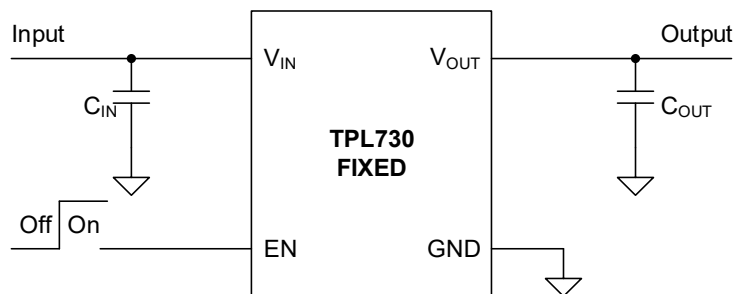 Input
Output
V_IN
V_OUT
C_IN
C_OUT
TPL730
FIXED
Off
On
EN
GND